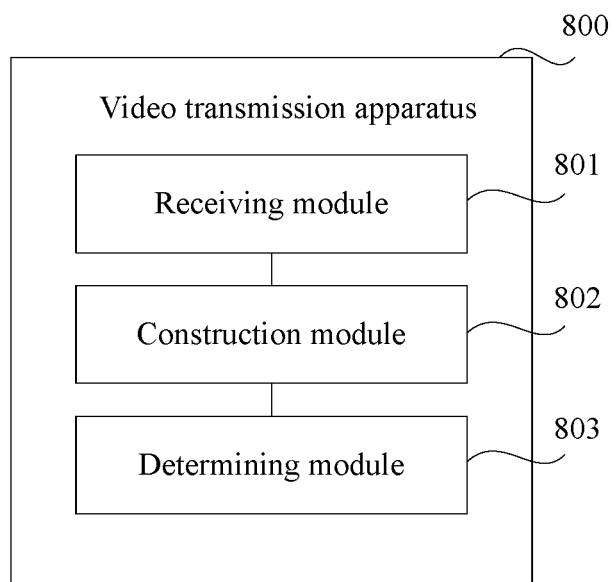 800
Video transmission apparatus
801
Receiving module
802
Construction module
803
Determining module